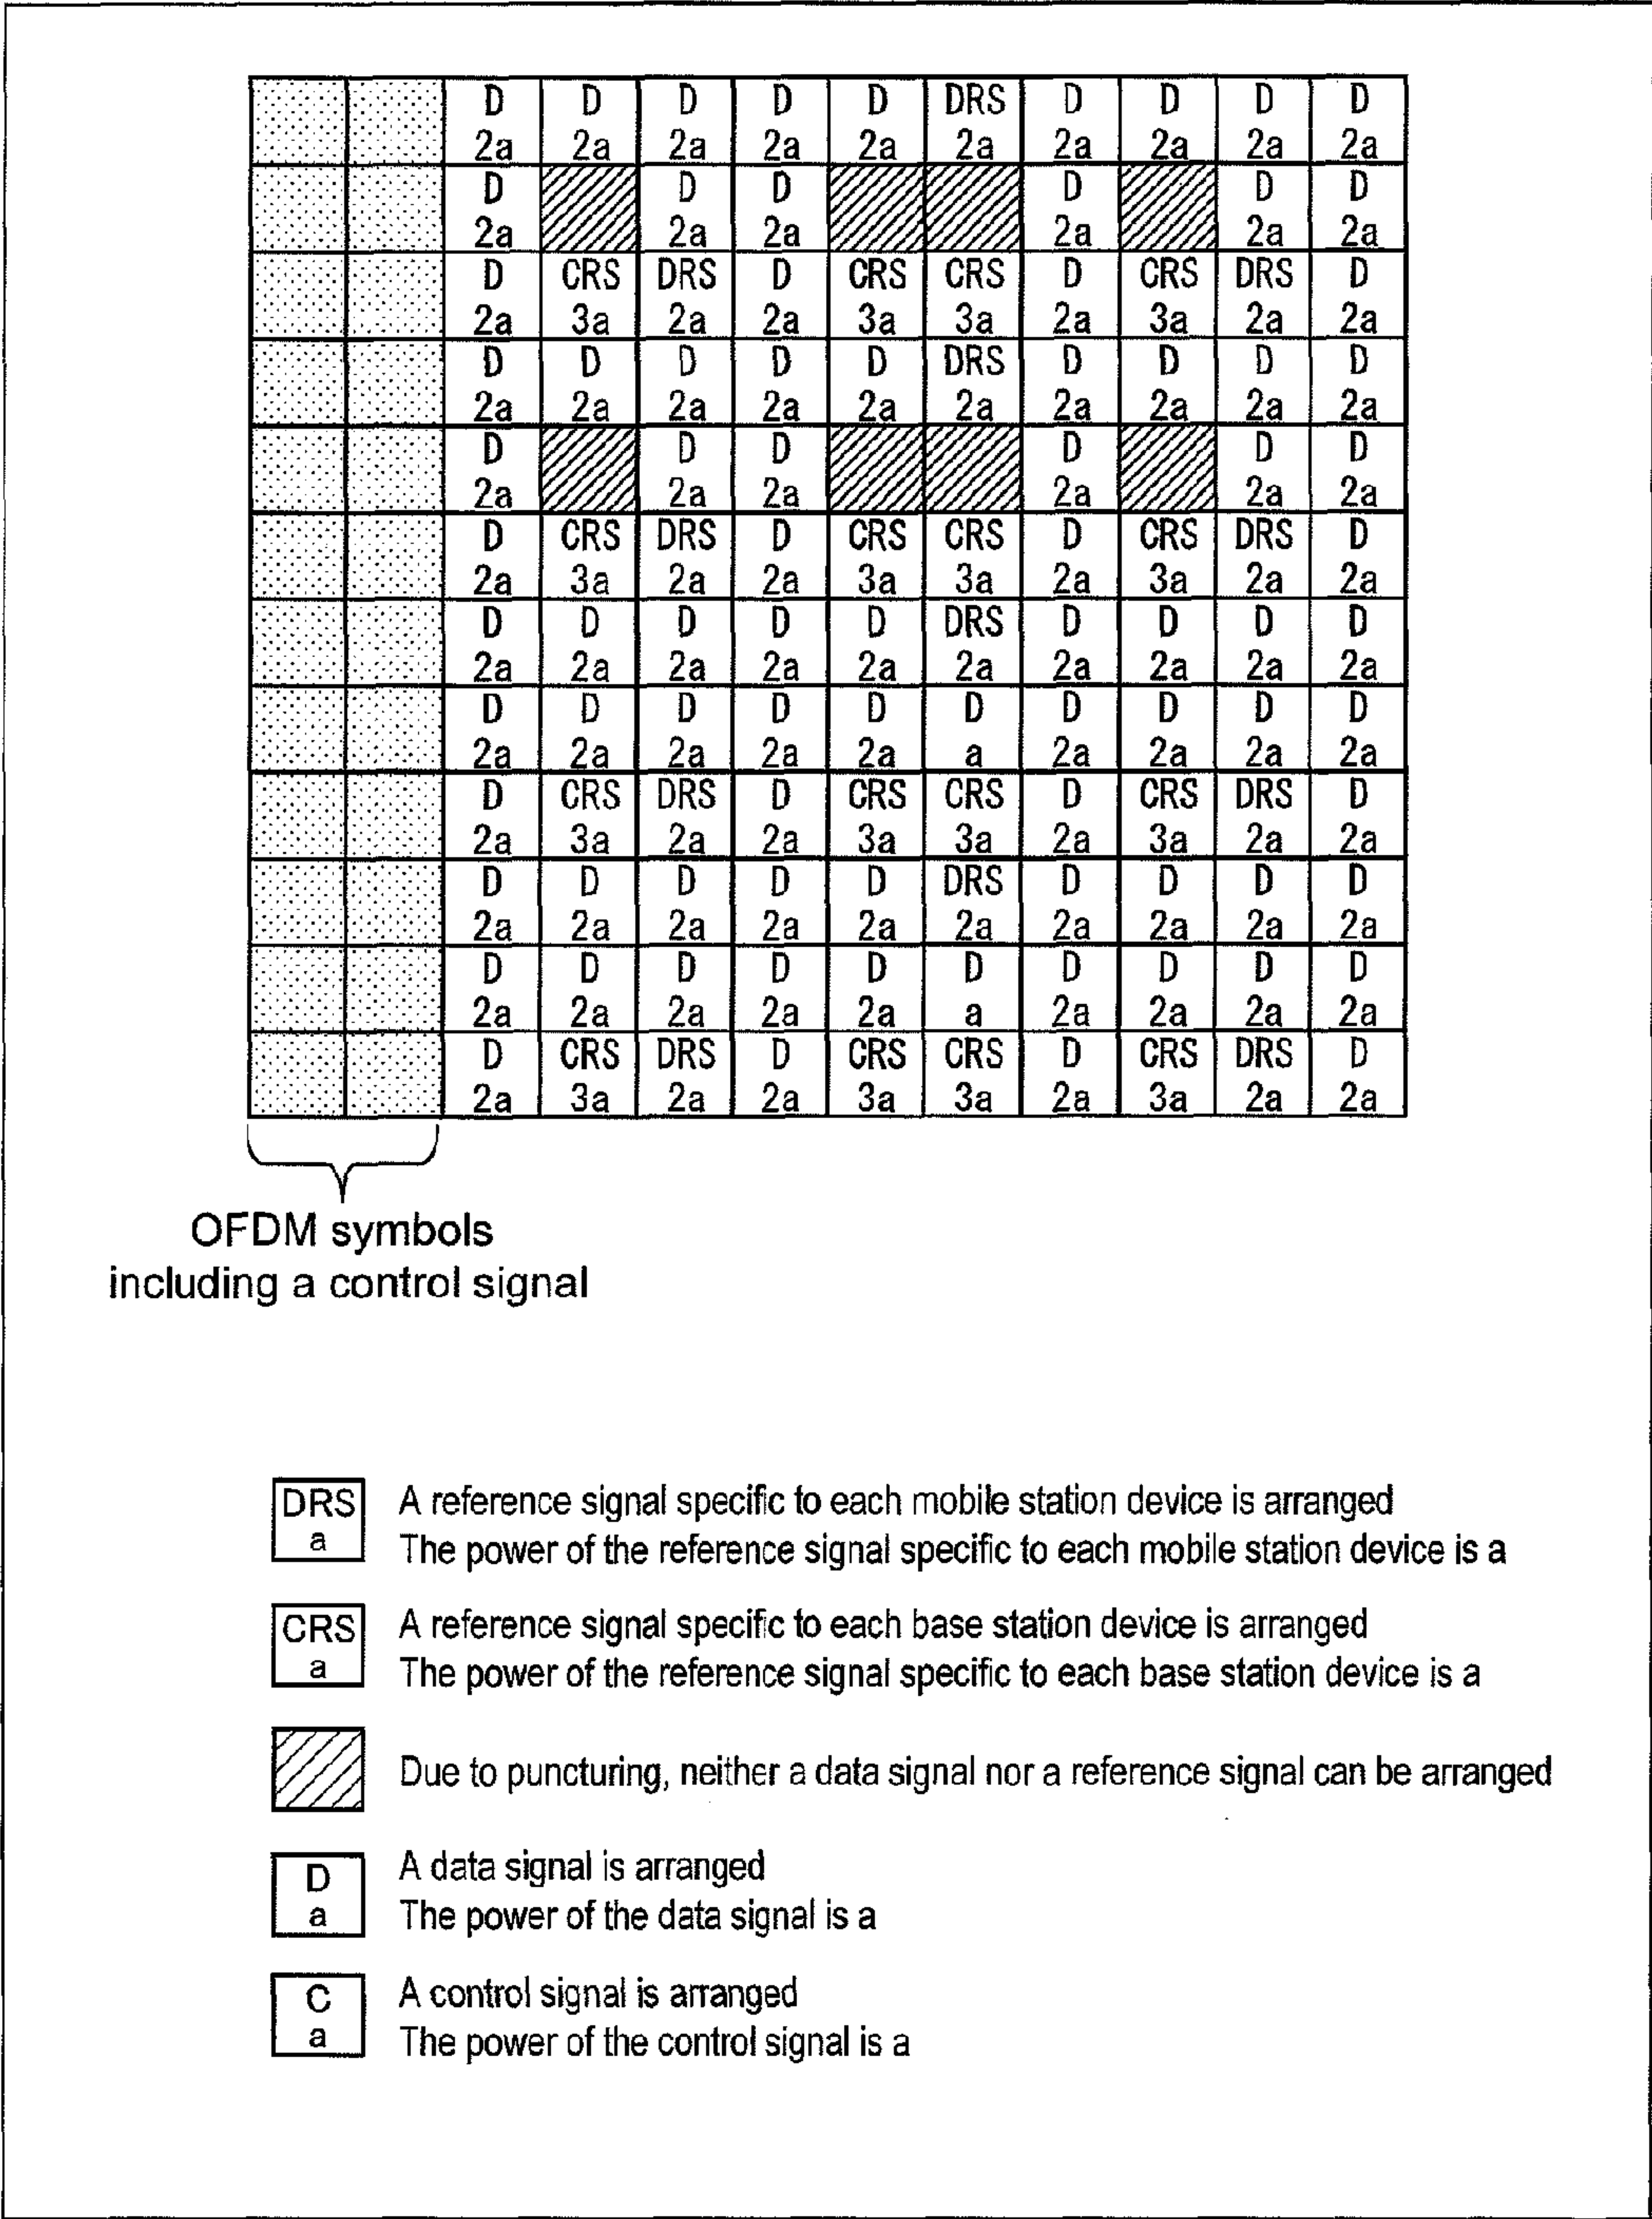 D D D D D DRS D D D D
2a 2a 2a 2a 2a 2a 2a 2a 2a 2a
D D D D D D
2a 2a 2a 2a 2a 2a
D CRS DRS D CRS CRS D CRS DRS D
2a 3a 2a 2a 3a 3a 2a 3a 2a 2a
D D D D D DRS D D D D
2a 2a 2a 2a 2a 2a 2a 2a 2a 2a
D D D D D D
2a 2a 2a 2a 2a 2a
D CRS DRS D CRS CRS D CRS DRS D
2a 3a 2a 2a 3a 3a 2a 3a 2a 2a
D D D D D DRS D D D D
2a 2a 2a 2a 2a 2a 2a 2a 2a 2a
D D D D D D D D D D
2a 2a 2a 2a 2a a 2a 2a 2a 2a
D CRS DRS D CRS CRS D CRS DRS D
2a 3a 2a 2a 3a 3a 2a 3a 2a 2a
D D D D D DRS D D D D
2a 2a 2a 2a 2a 2a 2a 2a 2a 2a
D D D D D D D D D D
2a 2a 2a 2a 2a a 2a 2a 2a 2a
D CRS DRS D CRS CRS D CRS DRS D
2a 3a 2a 2a 3a 3a 2a 3a 2a 2a
OFDM symbols
including a control signal
DRS A reference signal specific to each mobile station device is arranged
a The power of the reference signal specific to each mobile station device is a
CRS A reference signal specific to each base station device is arranged
a The power of the reference signal specific to each base station device is a
Due to puncturing, neither a data signal nor a reference signal can be arranged
D A data signal is arranged
a The power of the data signal is a
C A control signal is arranged
a The power of the control signal is a